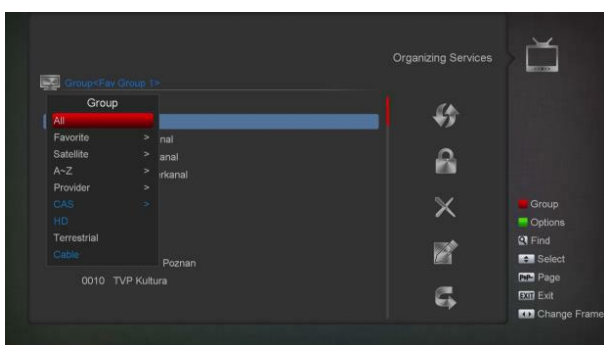 Organizing Services
Group<Fav Group 1>
Group
All
Favorite >
nal
Satellite >
anal
A~Z >
rkanal
Provider >
CAS >
HD
Terrestrial
Cable
Poznan
0010 TVP Kultura
Group
Options
Find
Select
Page
EXIT Exit
Change Frame